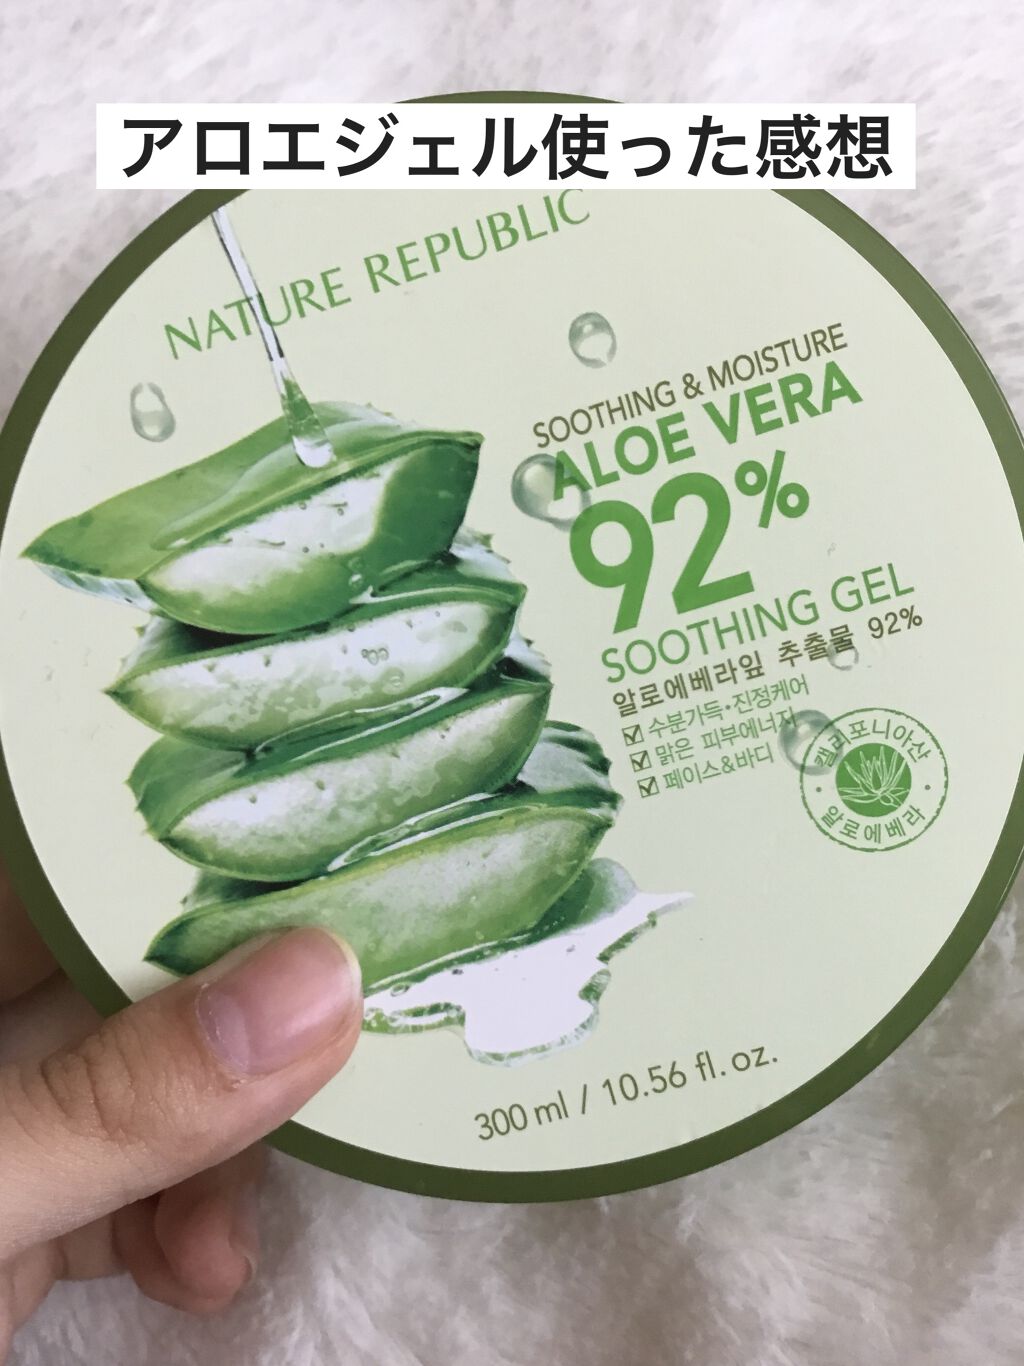 アロエジェル使った感想
NATURE REPUBLIC
SOOTHING & MOISTURE
ALOE VERA
92%
SOOTHING GEL
알로에베라잎 추출물 92%
수분가득•진정케어
맑은 피부에너지
페이스&바디
캘리포니아산
알로에베라
300 ml / 10.56 fl. oz.